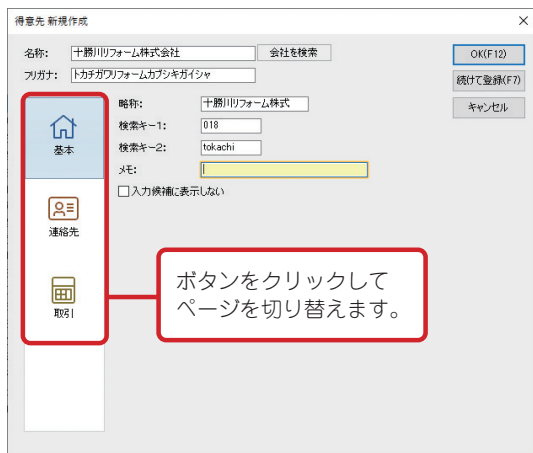 得意先 新規作成
名称: 十勝川リフォーム株式会社 会社を検索 OK(F12)
フリガナ: トカチガワリフォームカブシキガイシャ 続けて登録(F7)
略称: 十勝川リフォーム株式 キャンセル
検索キー1: 018
検索キー2: tokachi
メモ:
入力候補に表示しない
基本
連絡先
取引
ボタンをクリックして
ページを切り替えます。